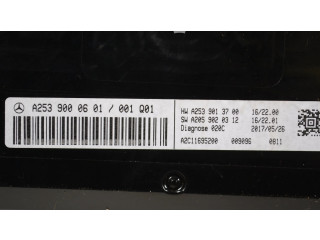 A253 900 06 01 / 001 Q01
HW A253 901 37 00 16/22.00
SW A205 902 03 12 16/22.01
Diagnose 020C 2017/05/26
A2C11695200 009096 0811